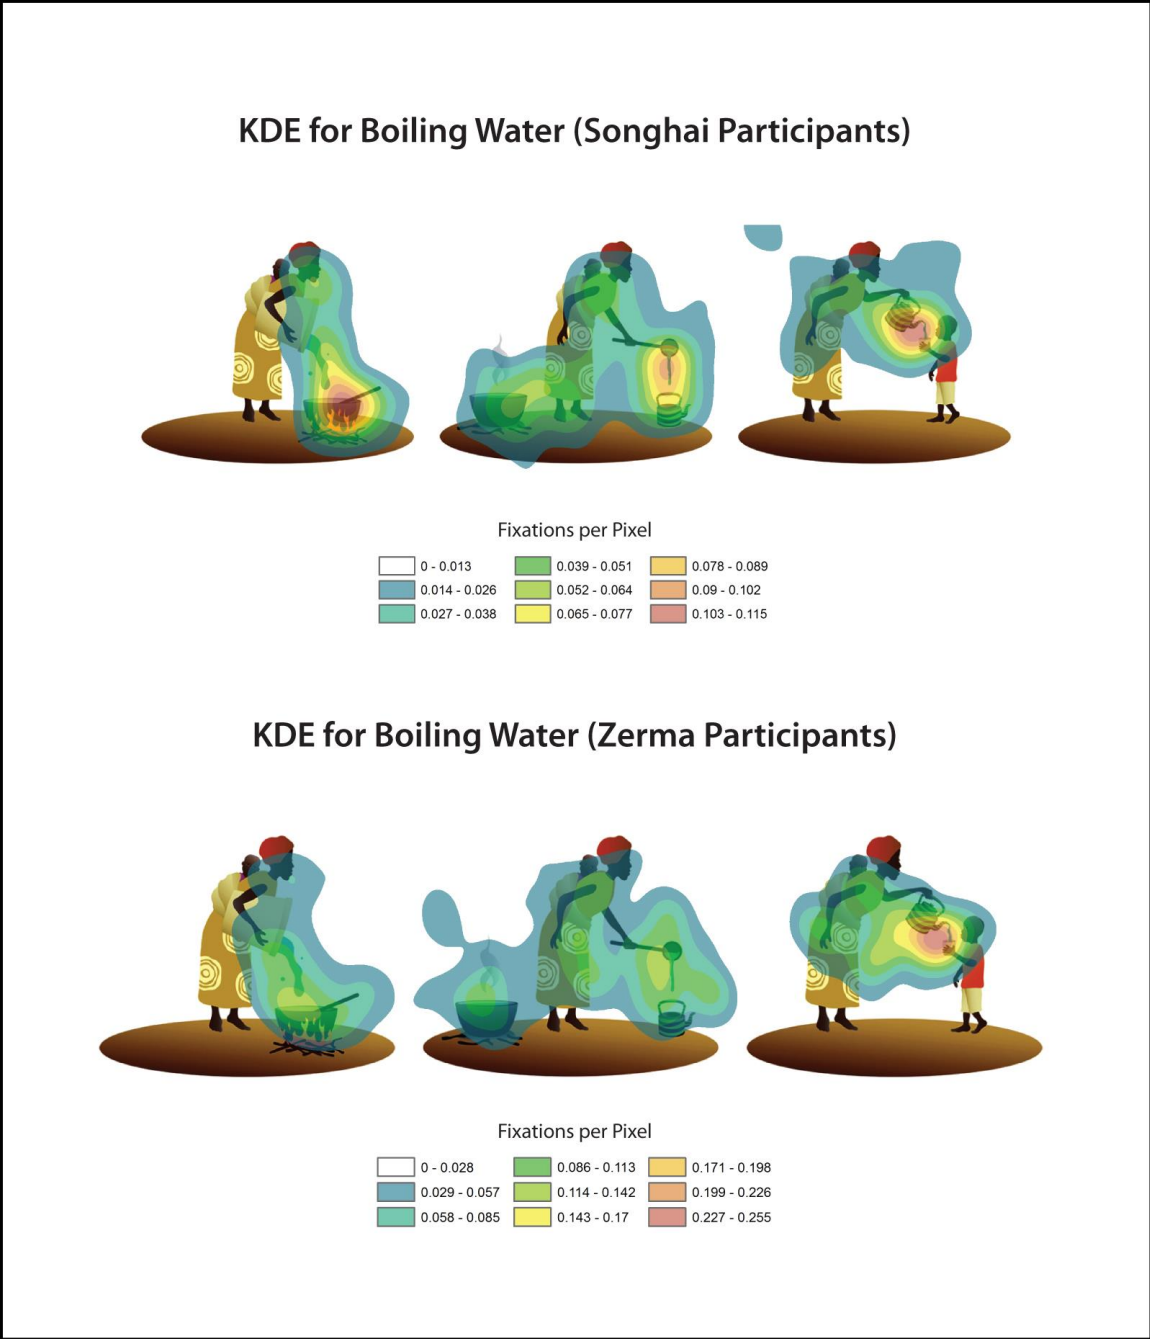 KDE for Boiling Water (Songhai Participants)
Fixations per Pixel
0 - 0.013
0.039 - 0.051
0.078 - 0.089
0.014 - 0.026
0.052 - 0.064
0.09 - 0.102
0.027 - 0.038
0.065 - 0.077
0.103 - 0.115
KDE for Boiling Water (Zerma Participants)
Fixations per Pixel
0 - 0.028
0.086 - 0.113
0.171 - 0.198
0.029 - 0.057
0.114 - 0.142
0.199 - 0.226
0.058 - 0.085
0.143 - 0.17
0.227 - 0.255